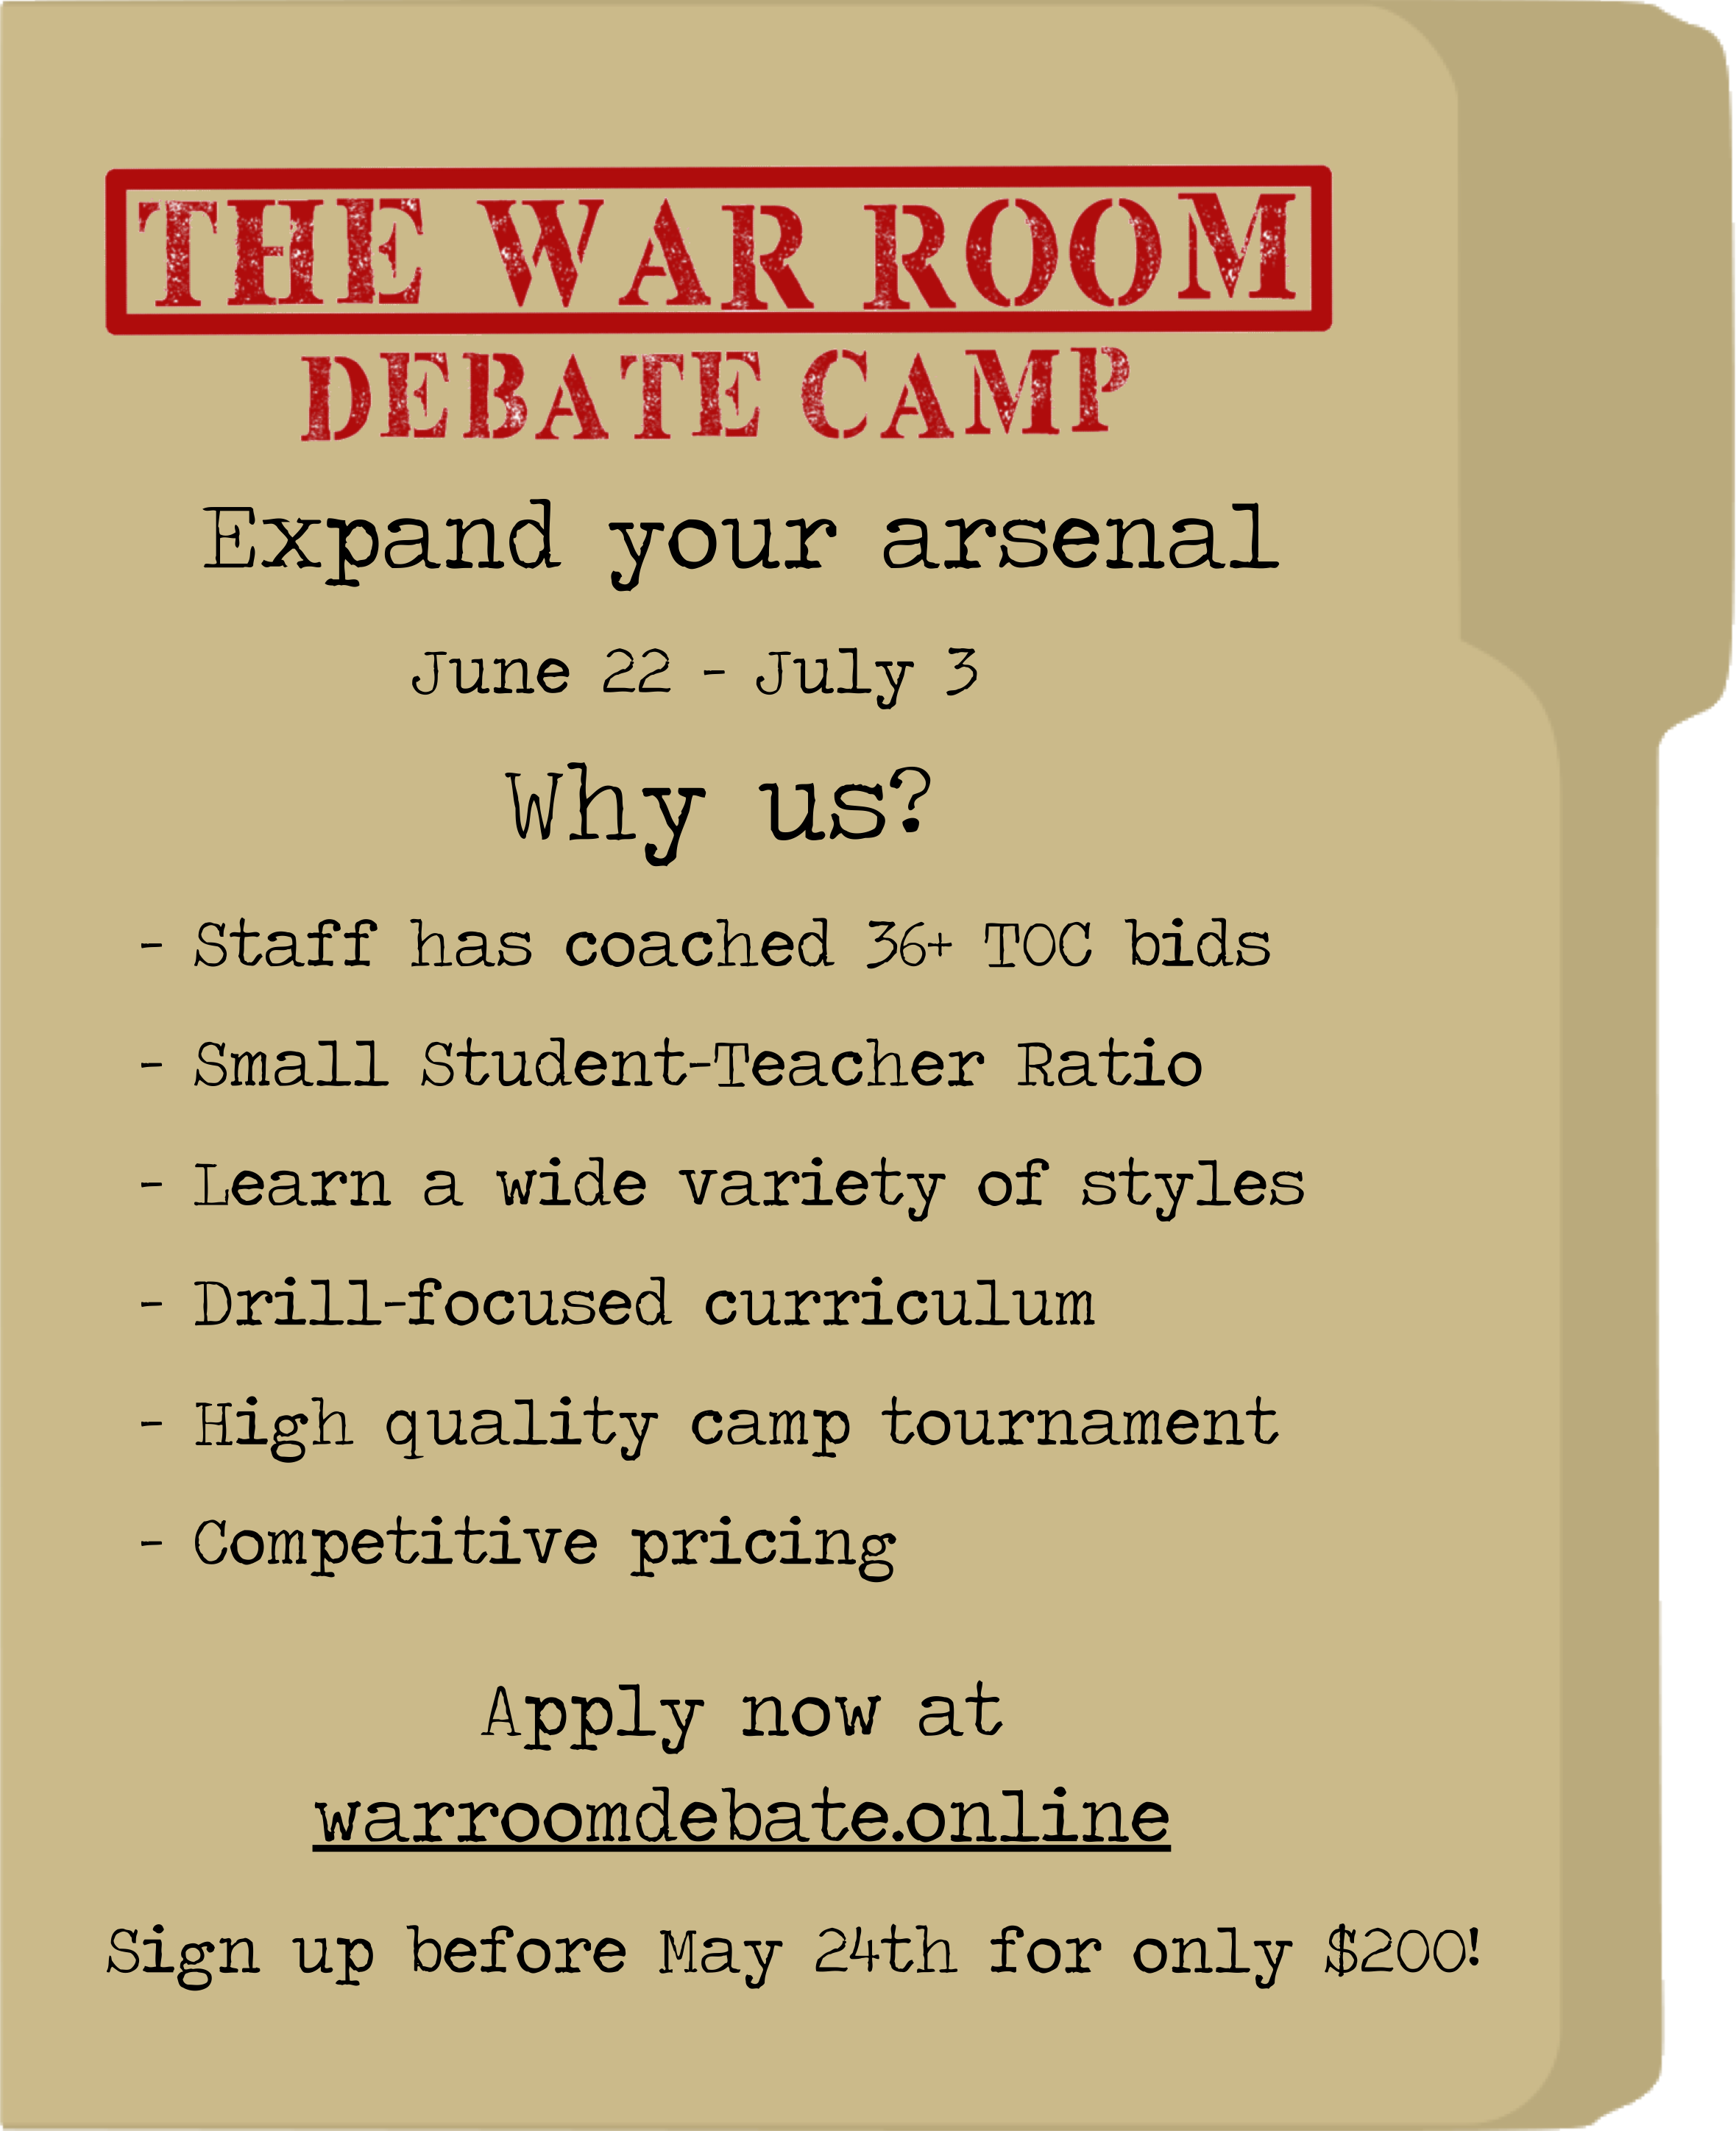 THE WAR ROOM
DEBATE CAMP
Expand your arsenal
June 22 - July 3
Why us?
- Staff has coached 36+ TOC bids
- Small Student-Teacher Ratio
- Learn a wide variety of styles
- Drill-focused curriculum
- High quality camp tournament
- Competitive pricing
Apply now at
warroomdebate.online
Sign up before May 24th for only $200!